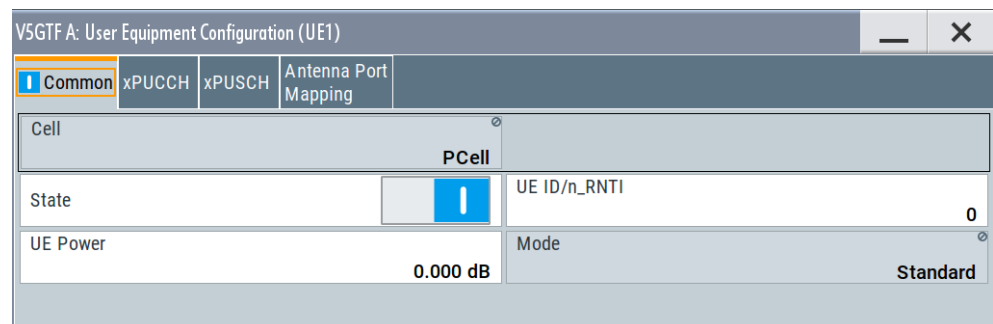 V5GTF A: User Equipment Configuration (UE1)
Common xPUCCH xPUSCH Antenna Port
Mapping
Cell
PCell
State
UE ID/n_RNTI
0
UE Power
0.000 dB
Mode
Standard